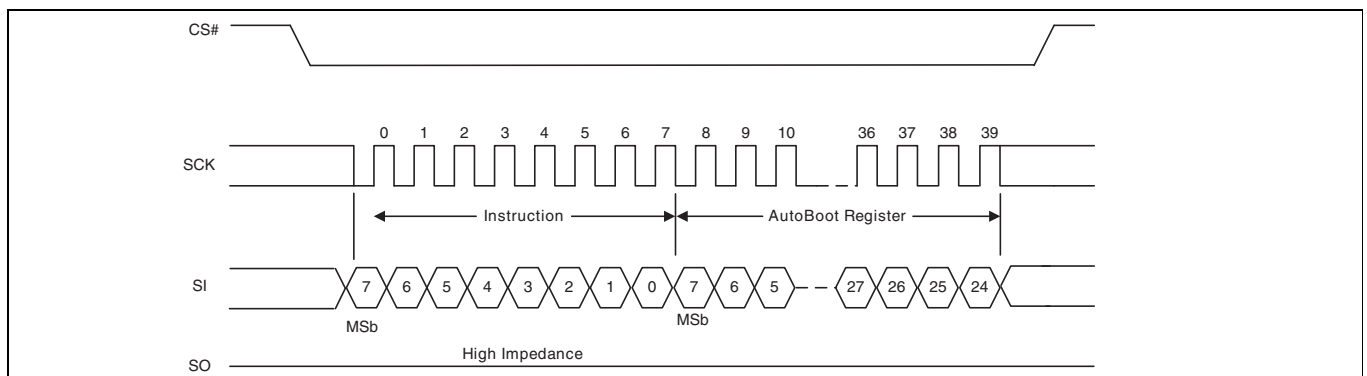 CS#
0 1 2 3 4 5 6 7 8 9 10 36 37 38 39
SCK
Instruction AutoBoot Register
SI 7 6 5 4 3 2 1 0 7 6 5 27 26 25 24
MSb MSb
High Impedance
SO